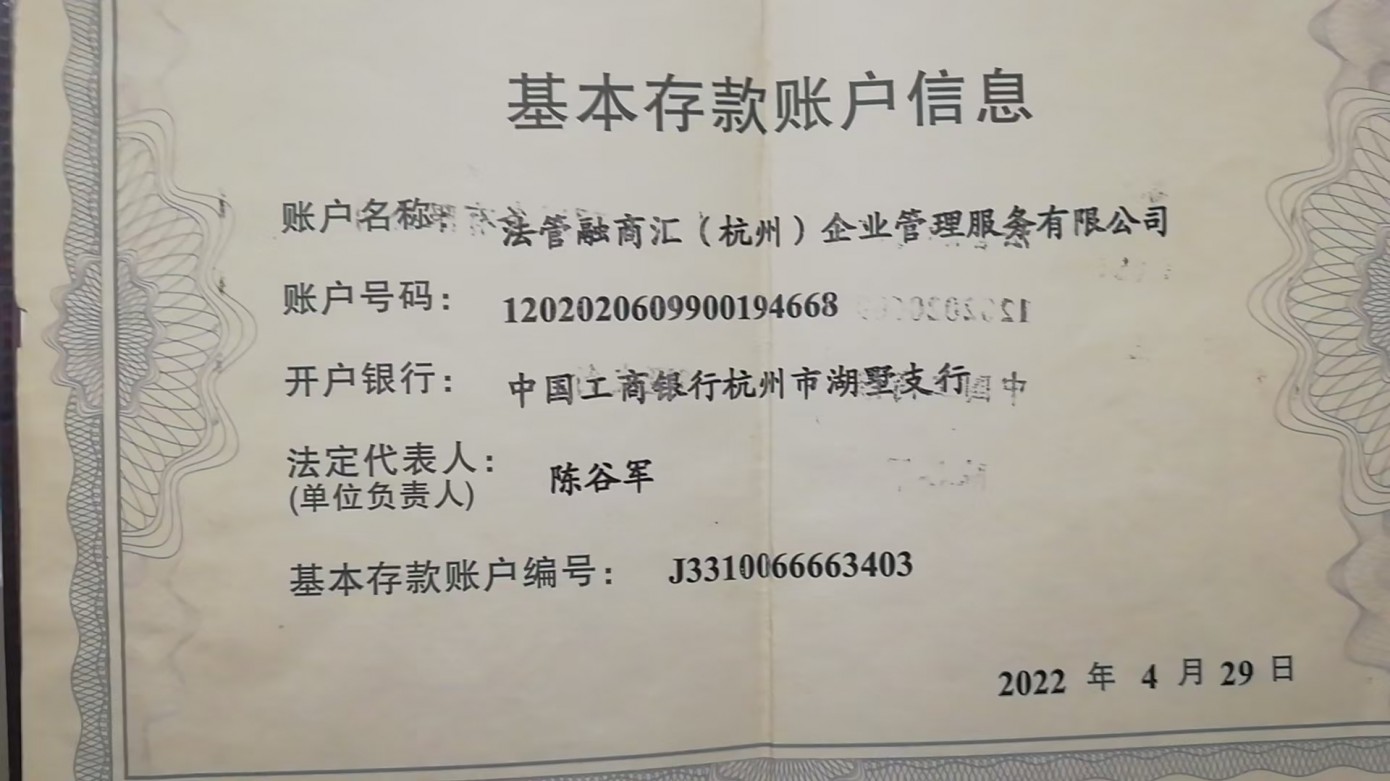 基本存款账户信息
账户名称： 法管融商汇（杭州）企业管理服务有限公司
账户号码： 1202020609900194668
开户银行： 中国工商银行杭州市湖墅支行
法定代表人： 陈谷军
(单位负责人)
基本存款账户编号： J3310066663403
2022 年 4 月 29 日